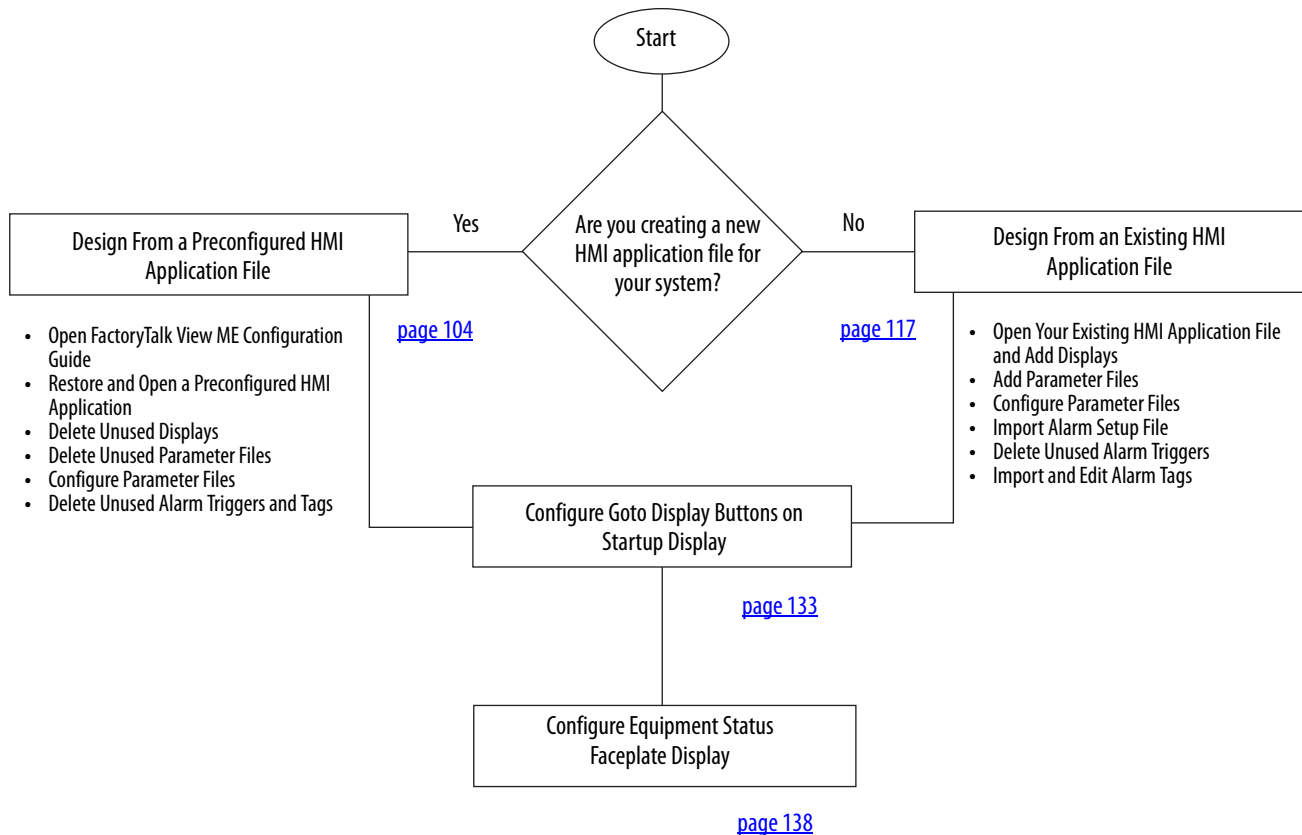 Start
Are you creating a new
HMI application file for
your system?
Yes
No
Design From a Preconfigured HMI
Application File
page 104
• Open FactoryTalk View ME Configuration
Guide
• Restore and Open a Preconfigured HMI
Application
• Delete Unused Displays
• Delete Unused Parameter Files
• Configure Parameter Files
• Delete Unused Alarm Triggers and Tags
Design From an Existing HMI
Application File
page 117
• Open Your Existing HMI Application File
and Add Displays
• Add Parameter Files
• Configure Parameter Files
• Import Alarm Setup File
• Delete Unused Alarm Triggers
• Import and Edit Alarm Tags
Configure Goto Display Buttons on
Startup Display
page 133
Configure Equipment Status
Faceplate Display
page 138